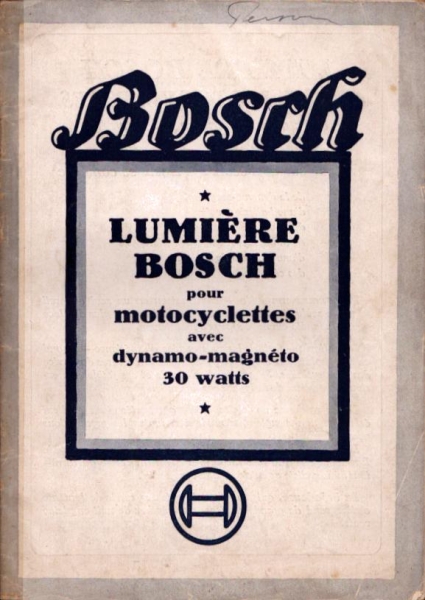 Bosch
LUMIÈRE
BOSCH
pour
motocyclettes
avec
dynamo-magnéto
30 watts